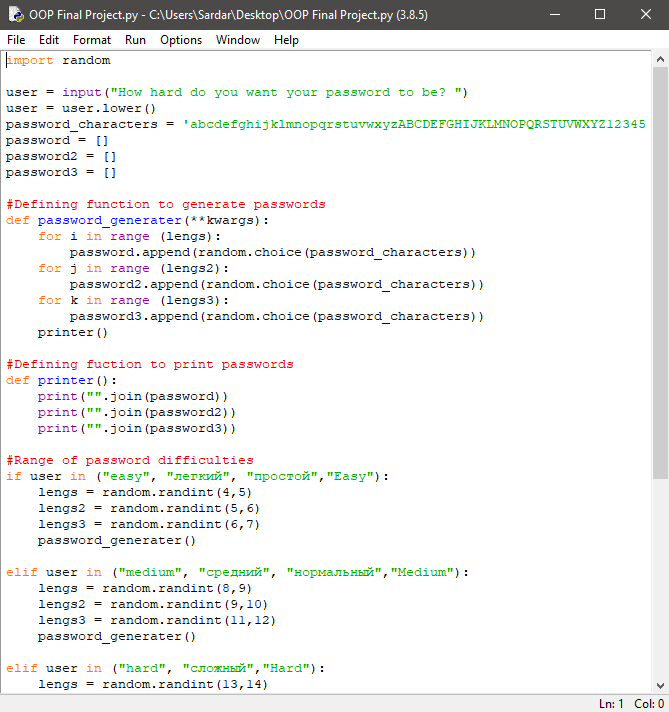 OOP Final Project.py - C:\Users\Sardar\Desktop\OOP Final Project.py (3.8.5)
File Edit Format Run Options Window Help
import random
user = input("How hard do you want your password to be? ")
user = user.lower()
password_characters = 'abcdefghijklmnopqrstuvwxyzABCDEFGHIJKLMNOPQRSTUVWXYZ12345
password = []
password2 = []
password3 = []
#Defining function to generate passwords
def password_generater(**kwargs):
    for i in range (lengs):
        password.append(random.choice(password_characters))
    for j in range (lengs2):
        password2.append(random.choice(password_characters))
    for k in range (lengs3):
        password3.append(random.choice(password_characters))
    printer()
#Defining fuction to print passwords
def printer():
    print("".join(password))
    print("".join(password2))
    print("".join(password3))
#Range of password difficulties
if user in ("easy", "легкий", "простой","Easy"):
    lengs = random.randint(4,5)
    lengs2 = random.randint(5,6)
    lengs3 = random.randint(6,7)
    password_generater()
elif user in ("medium", "средний", "нормальный","Medium"):
    lengs = random.randint(8,9)
    lengs2 = random.randint(9,10)
    lengs3 = random.randint(11,12)
    password_generater()
elif user in ("hard", "сложный","Hard"):
    lengs = random.randint(13,14)
Ln: 1 Col: 0